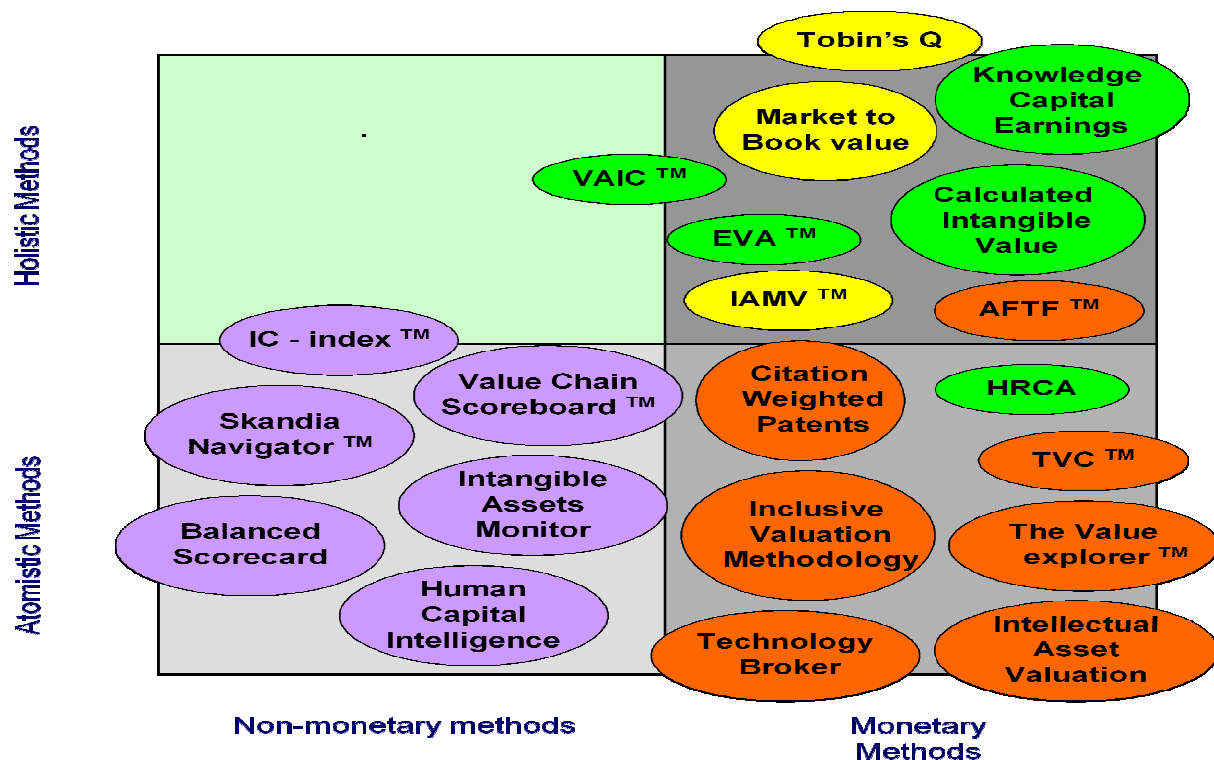 Tobin's Q
Knowledge
Capital
Earnings
Market to
Book value
VAIC TM
Calculated
Intangible
Value
EVA TM
IAMV TM
AFTF TM
Holistic Methods
IC - index TM
Value Chain
Scoreboard TM
Citation
Weighted
Patents
HRCA
Skandia
Navigator TM
TVC TM
Intangible
Assets
Monitor
Inclusive
Valuation
Methodology
The Value
explorer TM
Balanced
Scorecard
Atomistic Methods
Human
Capital
Intelligence
Technology
Broker
Intellectual
Asset
Valuation
Non-monetary methods
Monetary
Methods